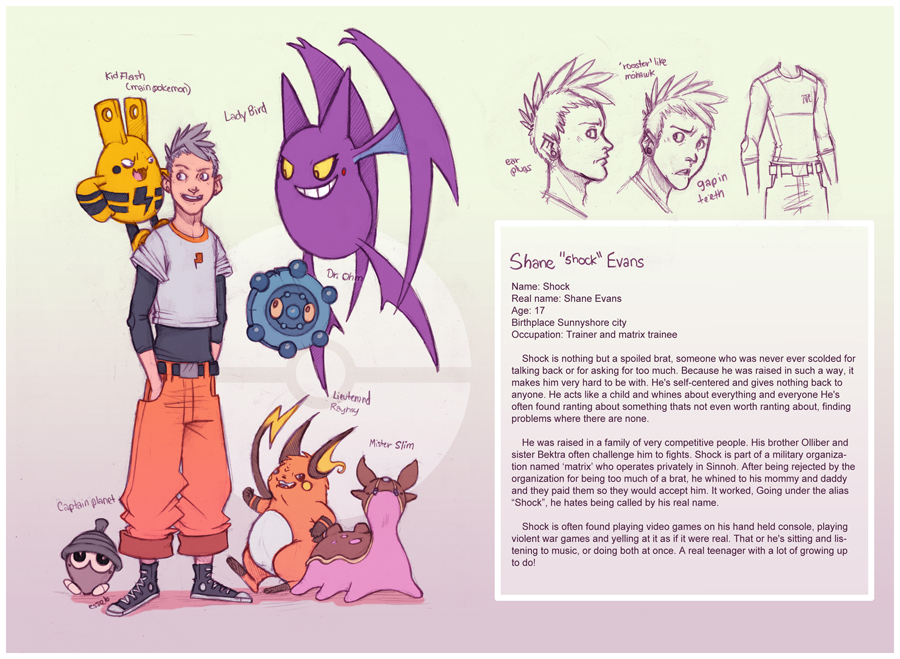 Kid Flash
(main pokemon)
Lady Bird
Dr. Ohm
Mister Slim
Captain planet
'rooster' like
mohawk
ear
plugs
gap in
teeth
Shane "Shock" Evans
Name: Shock
Real name: Shane Evans
Age: 17
Birthplace Sunnyshore city
Occupation: Trainer and matrix trainee
Shock is nothing but a spoiled brat, someone who was never ever scolded for
talking back or for asking for too much. Because he was raised in such a way, it
makes him very hard to be with. He's self-centered and gives nothing back to
anyone. He acts like a child and whines about everything and everyone He's
often found ranting about something thats not even worth ranting about, finding
problems where there are none.
He was raised in a family of very competitive people. His brother Olliber and
sister Bektra often challenge him to fights. Shock is part of a military organiza-
tion named 'matrix' who operates privately in Sinnoh. After being rejected by the
organization for being too much of a brat, he whined to his mommy and daddy
and they paid them so they would accept him. It worked, Going under the alias
"Shock", he hates being called by his real name.
Shock is often found playing video games on his hand held console, playing
violent war games and yelling at it as if it were real. That or he's sitting and lis-
tening to music, or doing both at once. A real teenager with a lot of growing up
to do!